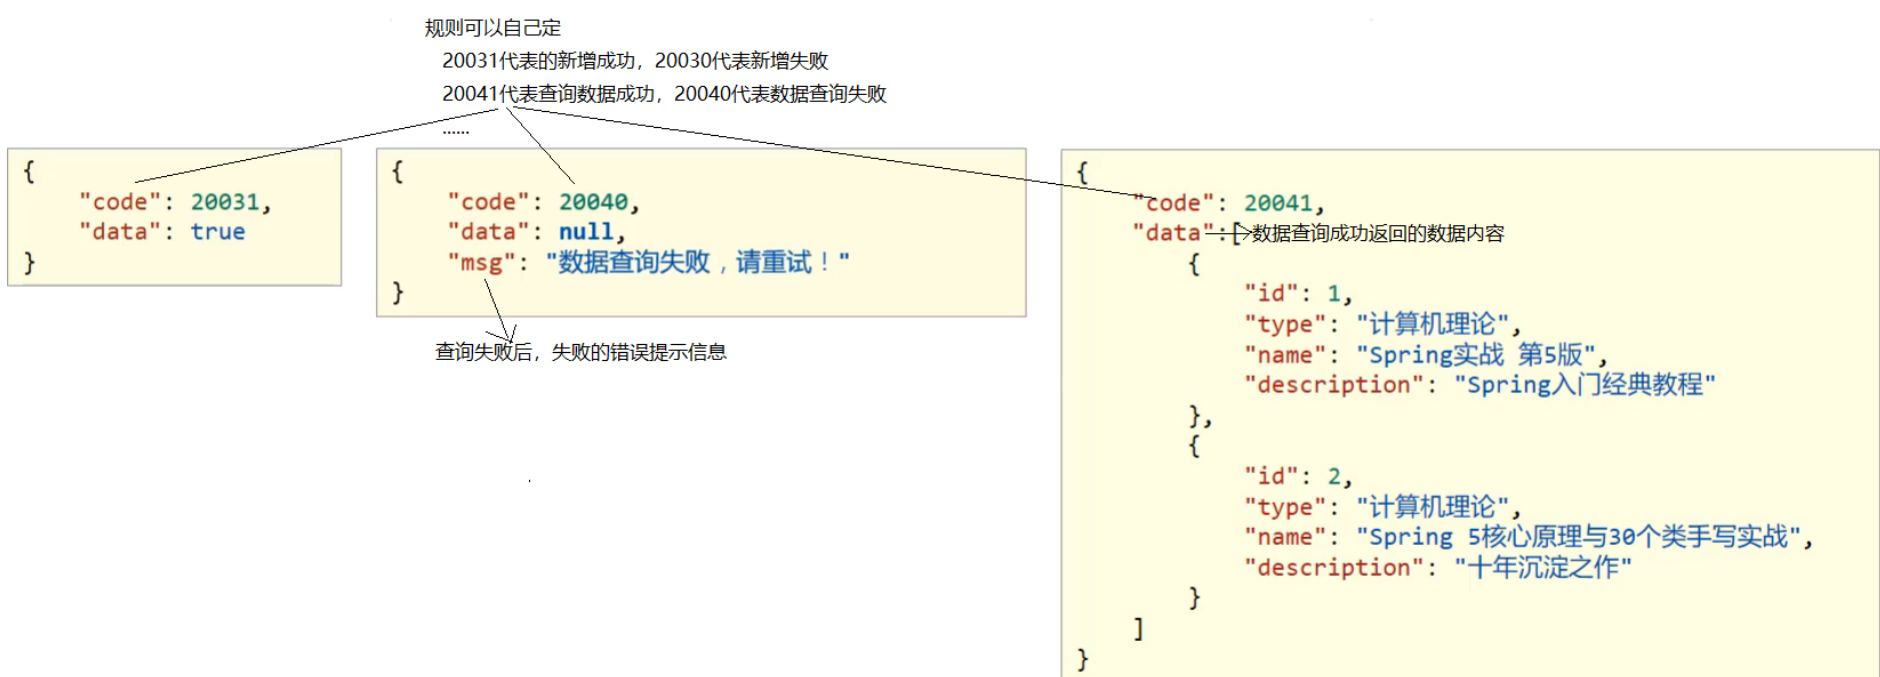 规则可以自己定
20031代表的新增成功，20030代表新增失败
20041代表查询数据成功，20040代表数据查询失败
......
{
"code": 20031,
"data": true
}
{
"code": 20040,
"data": null,
"msg": "数据查询失败，请重试！"
}
查询失败后，失败的错误提示信息
{
"code": 20041,
"data":[数据查询成功返回的数据内容
{
"id": 1,
"type": "计算机理论",
"name": "Spring实战 第5版",
"description": "Spring入门经典教程"
},
{
"id": 2,
"type": "计算机理论",
"name": "Spring 5核心原理与30个类手写实战",
"description": "十年沉淀之作"
}
]
}